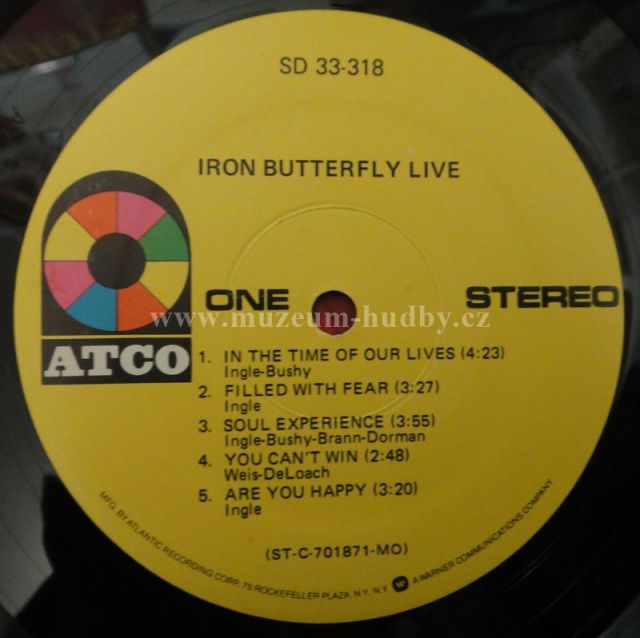 SD 33-318
IRON BUTTERFLY LIVE
ONE STEREO
www.muzeum-hudby.cz
ATCO
1. IN THE TIME OF OUR LIVES (4:23)
Ingle-Bushy
2. FILLED WITH FEAR (3:27)
Ingle
3. SOUL EXPERIENCE (3:55)
Ingle-Bushy-Brann-Dorman
4. YOU CAN'T WIN (2:48)
Weis-DeLoach
5. ARE YOU HAPPY (3:20)
Ingle
(ST-C-701871-MO)
MFG. BY ATLANTIC RECORDING CORP. 75 ROCKEFELLER PLAZA, N.Y., N.Y. A WARNER COMMUNICATIONS COMPANY